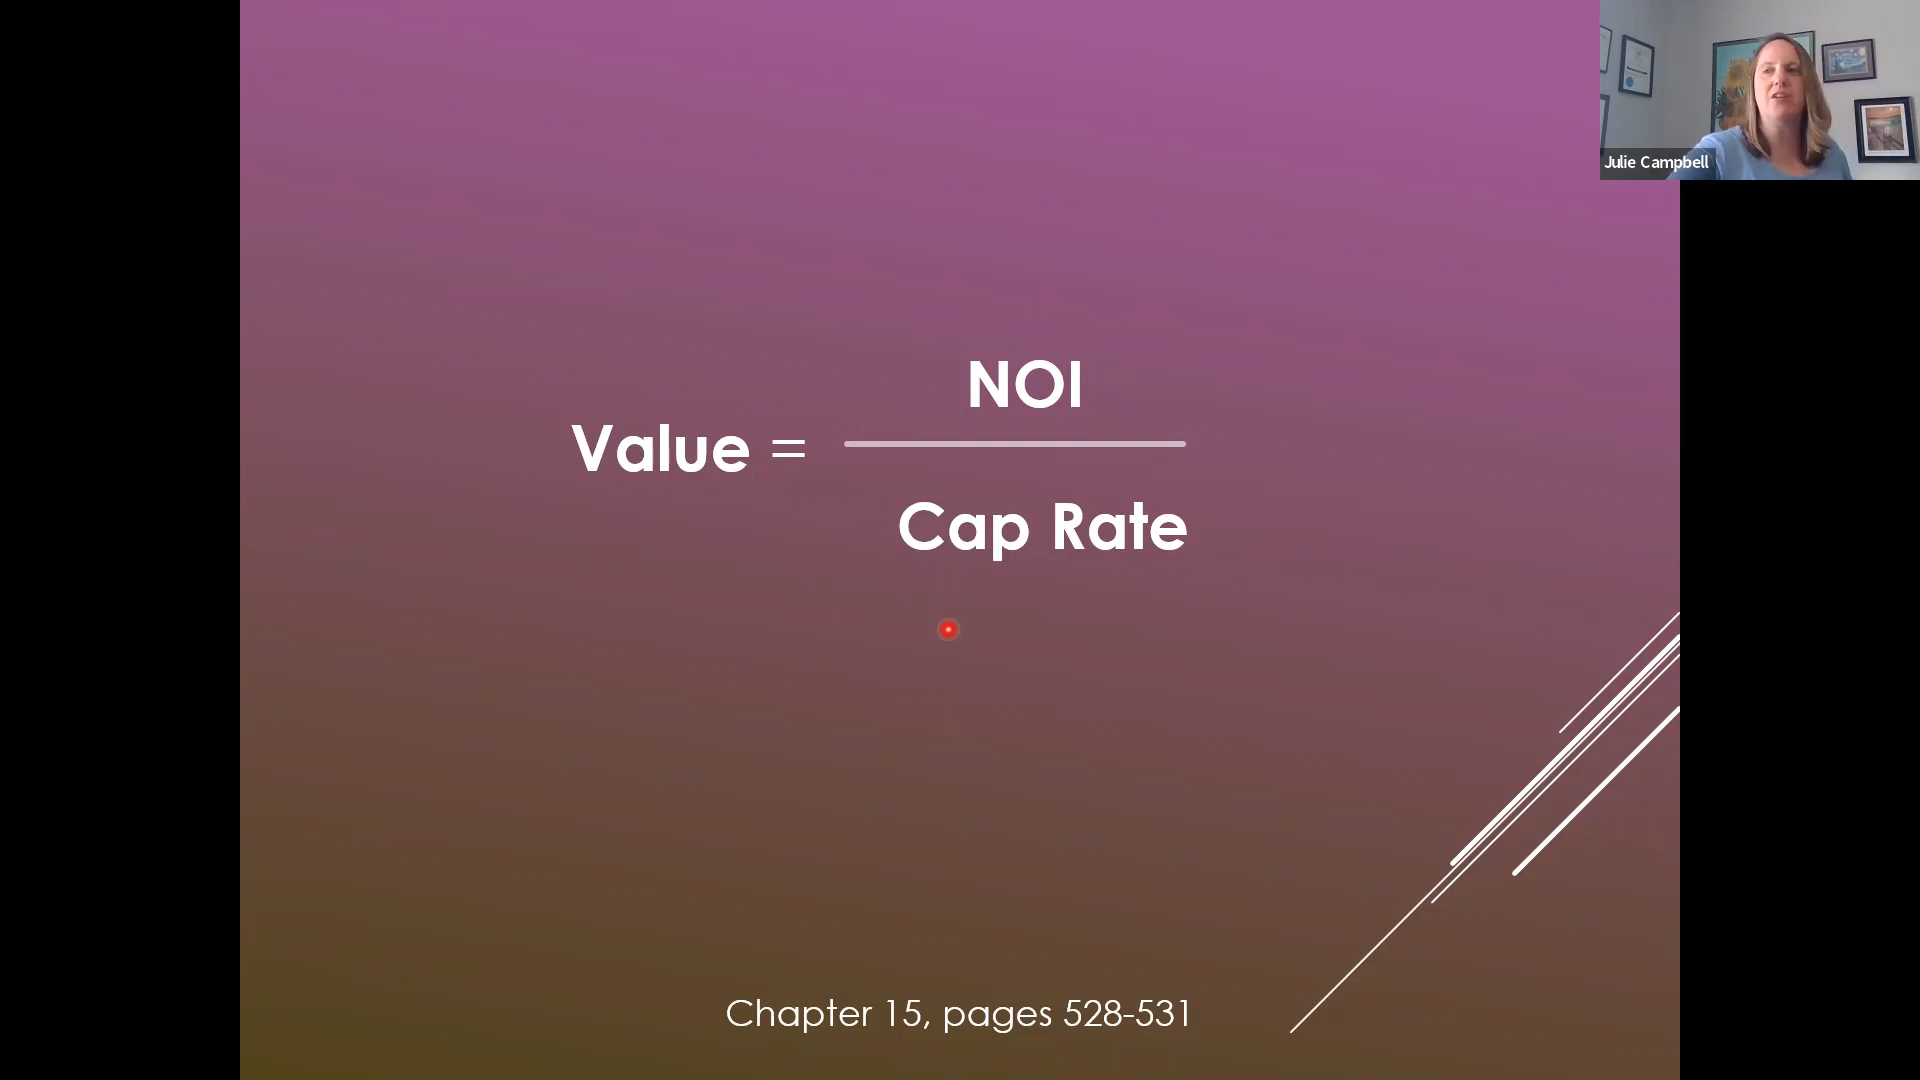 Julie Campbell
NOI
Value =
Cap Rate
Chapter 15, pages 528-531